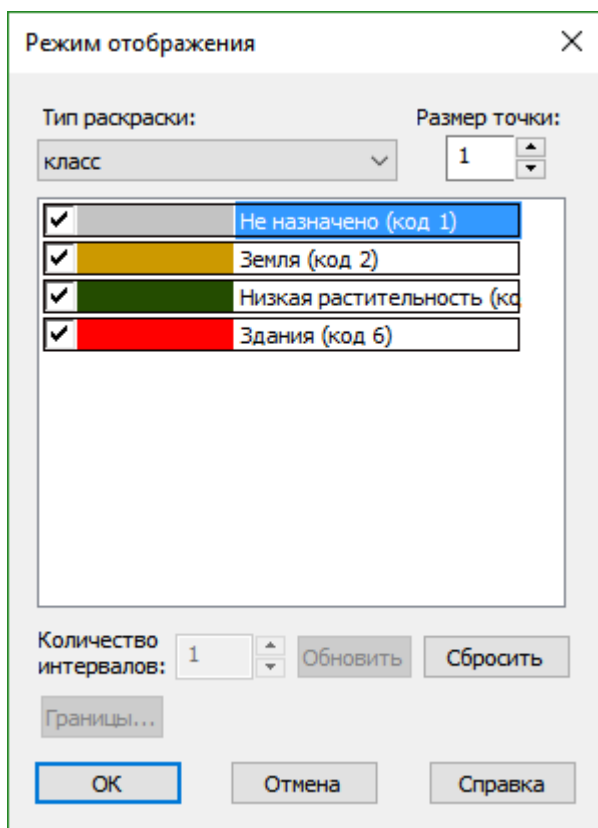 Режим отображения
Тип раскраски: Размер точки:
класс 1
Не назначено (код 1)
Земля (код 2)
Низкая растительность (ко
Здания (код 6)
Количество
интервалов: 1 Обновить Сбросить
Границы...
ОК Отмена Справка